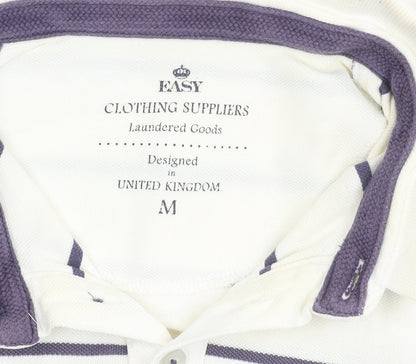 EASY
CLOTHING SUPPLIERS
Laundered Goods
Designed
in
UNITED KINGDOM
M